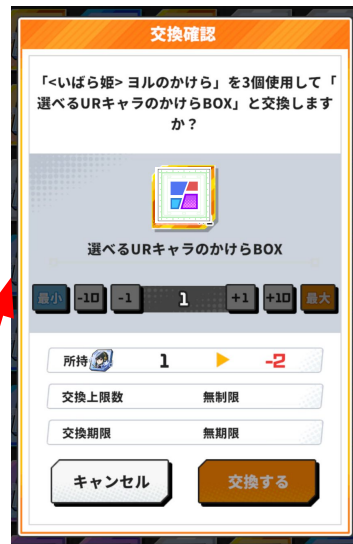 交換確認
「<いばら姫> ヨルのかけら」を3個使用して「
選べるURキャラのかけらBOX」と交換します
か？
選べるURキャラのかけらBOX
最小 -10 -1 1 +1 +10 最大
所持 1 -2
交換上限数 無制限
交換期限 無期限
キャンセル 交換する